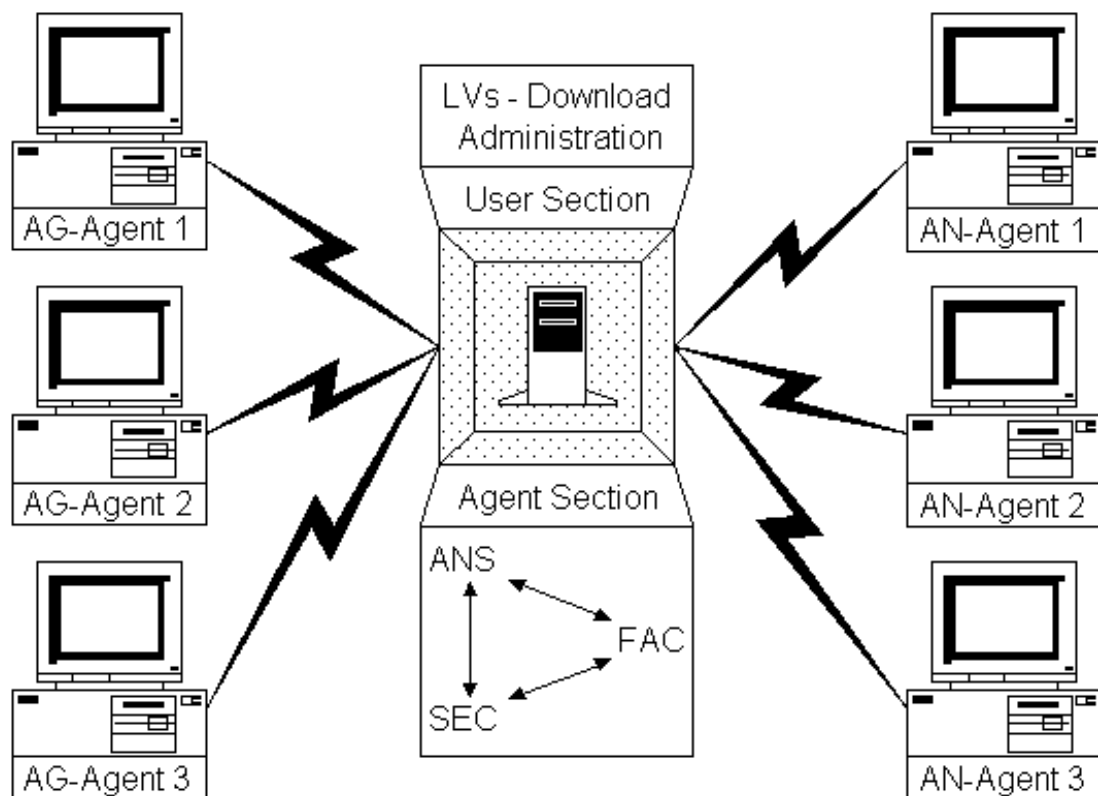 LVs - Download
Administration
User Section
AG-Agent 1
AN-Agent 1
AG-Agent 2
AN-Agent 2
Agent Section
ANS
FAC
SEC
AG-Agent 3
AN-Agent 3